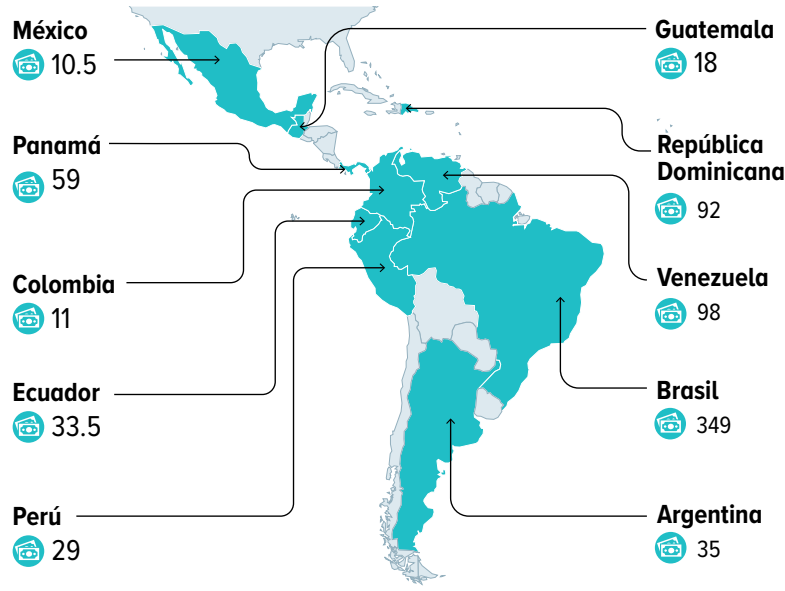 México
10.5
Panamá
59
Colombia
11
Ecuador
33.5
Perú
29
Guatemala
18
República
Dominicana
92
Venezuela
98
Brasil
349
Argentina
35